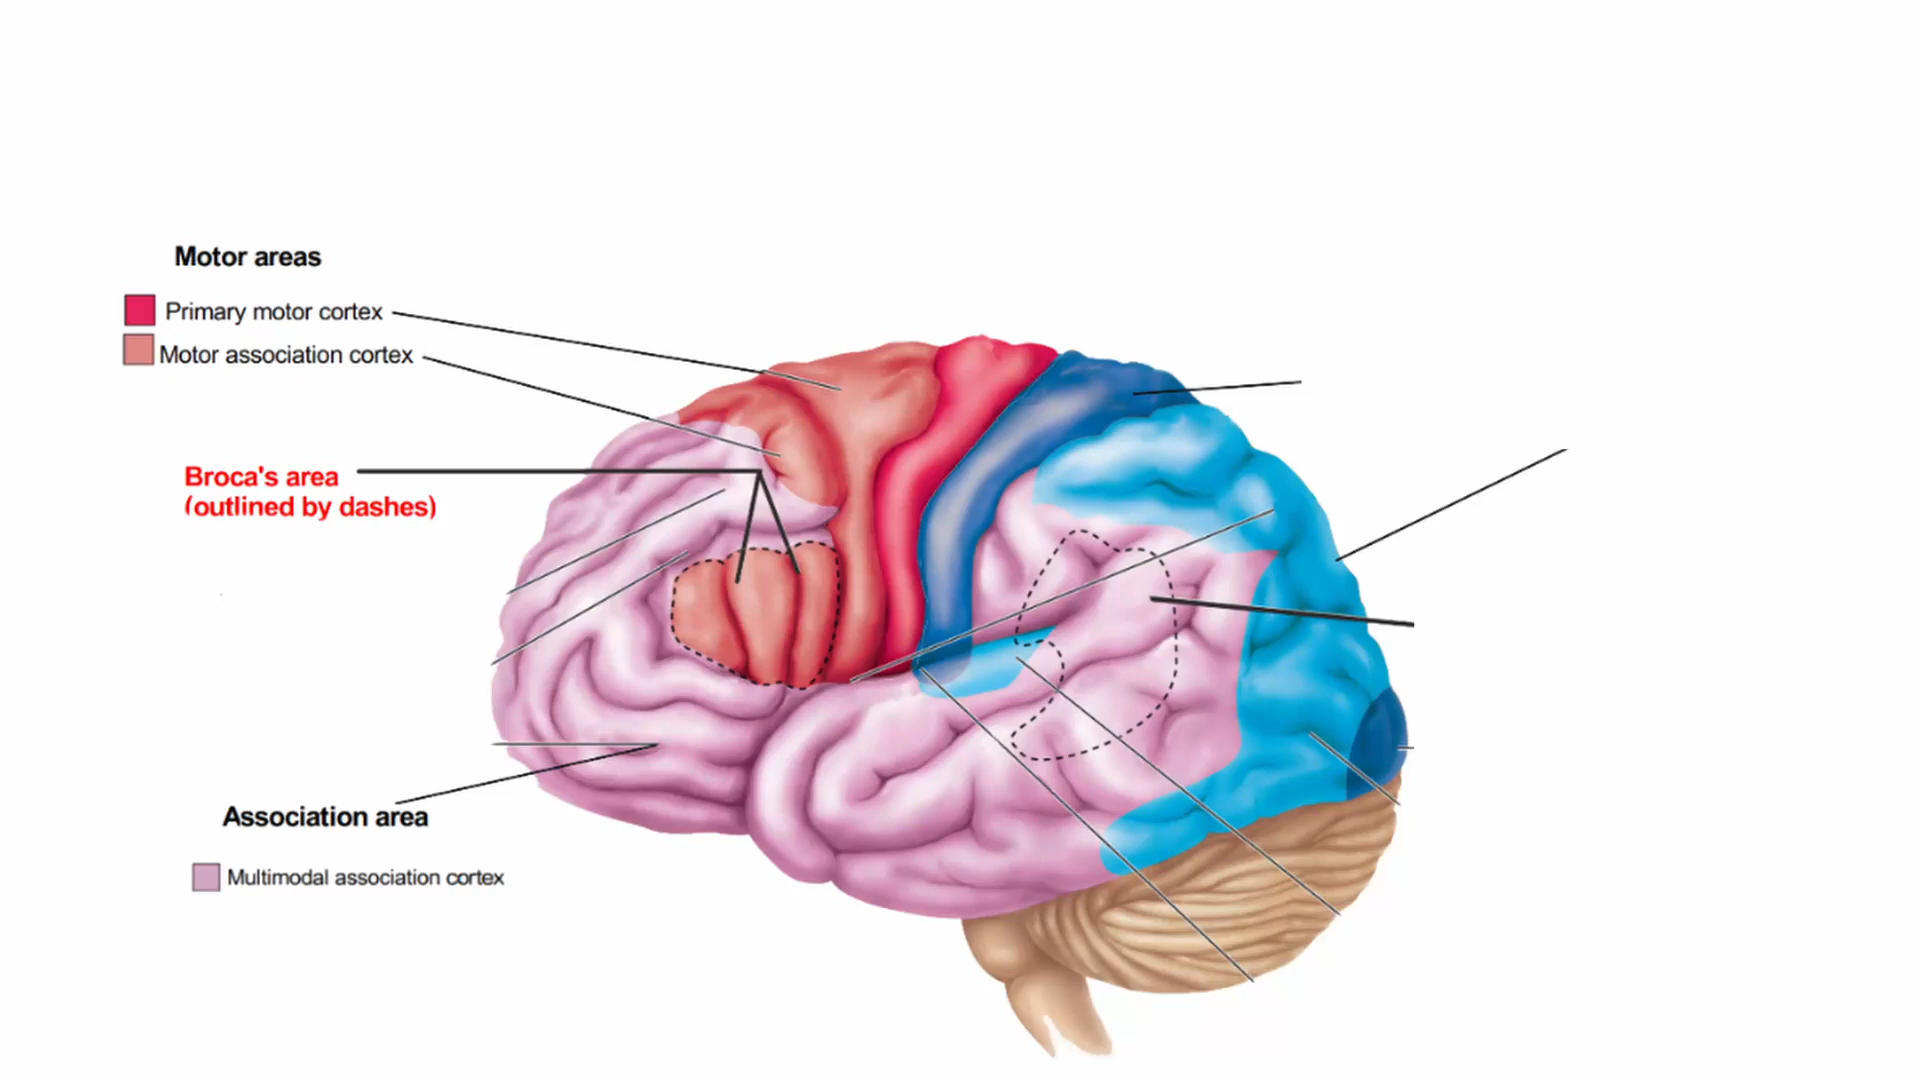 Motor areas
Primary motor cortex
Motor association cortex
Broca's area
(outlined by dashes)
Association area
Multimodal association cortex